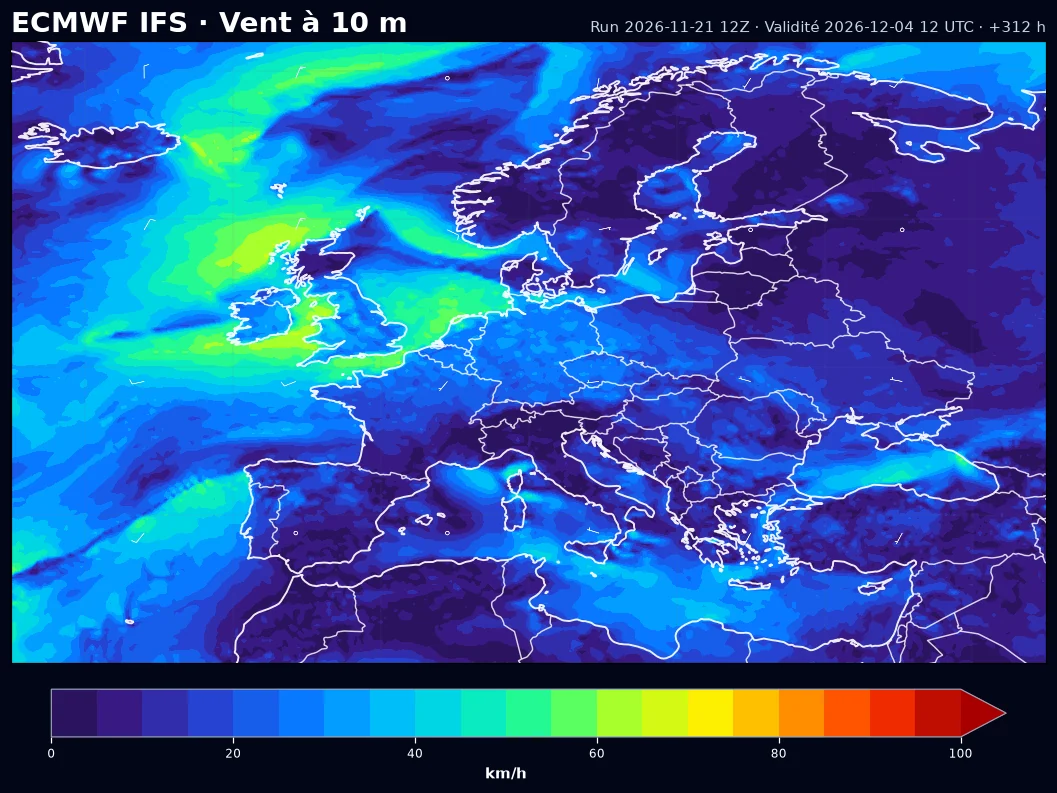 ECMWF IFS · Vent à 10 m
Run 2026-11-21 12Z · Validité 2026-12-04 12 UTC · +312 h
0 20 40 60 80 100
km/h